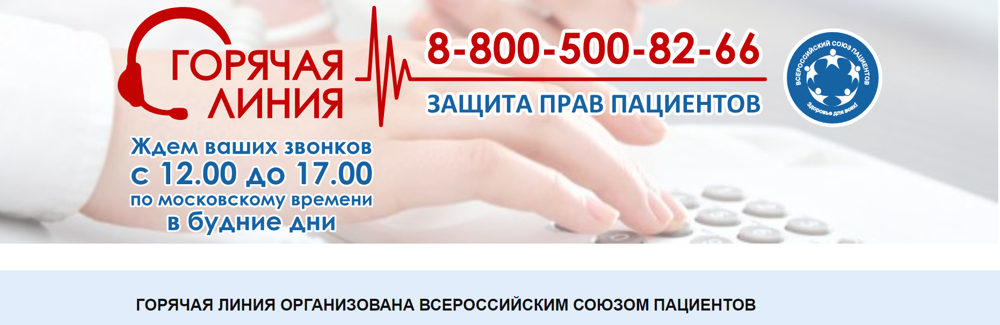 ГОРЯЧАЯ
ЛИНИЯ
8-800-500-82-66
ЗАЩИТА ПРАВ ПАЦИЕНТОВ
ВСЕРОССИЙСКИЙ СОЮЗ ПАЦИЕНТОВ
Здоровье для всех!
Ждем ваших звонков
с 12.00 до 17.00
по московскому времени
в будние дни
ГОРЯЧАЯ ЛИНИЯ ОРГАНИЗОВАНА ВСЕРОССИЙСКИМ СОЮЗОМ ПАЦИЕНТОВ